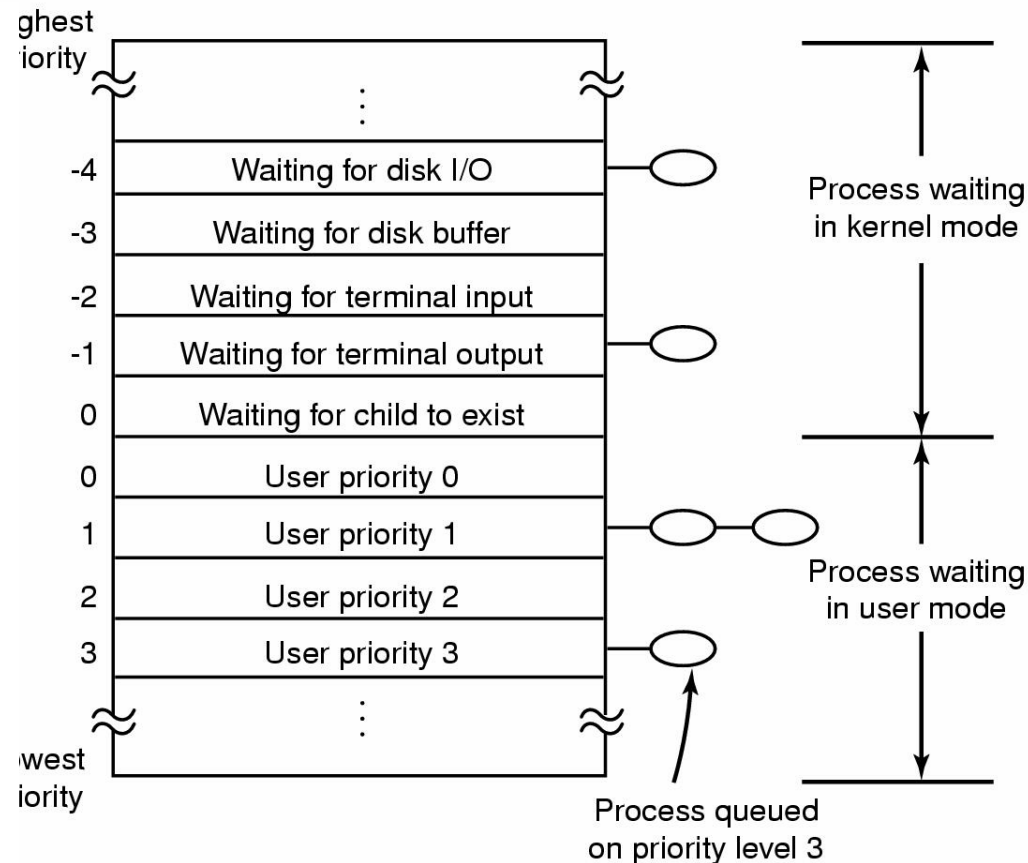 ghest
iority
-4 Waiting for disk I/O
-3 Waiting for disk buffer
-2 Waiting for terminal input
-1 Waiting for terminal output
0 Waiting for child to exist
0 User priority 0
1 User priority 1
2 User priority 2
3 User priority 3
west
iority
Process waiting
in kernel mode
Process waiting
in user mode
Process queued
on priority level 3